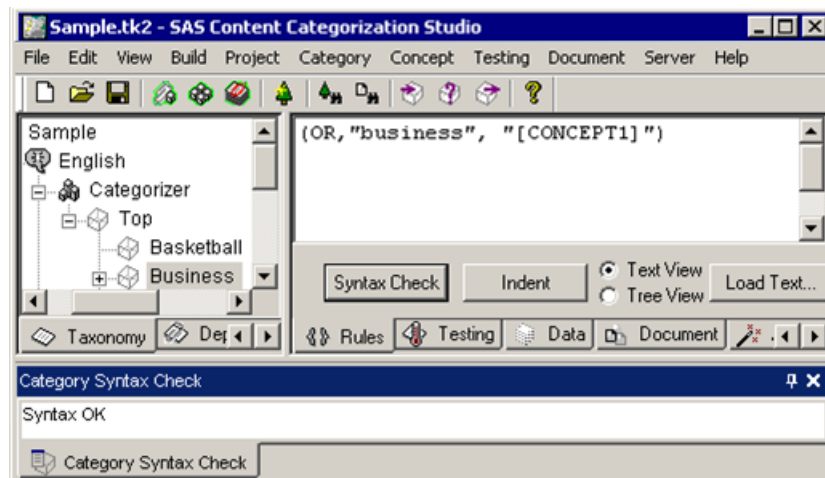 Sample.tk2 - SAS Content Categorization Studio
File Edit View Build Project Category Concept Testing Document Server Help
Sample
English
Categorizer
Top
Basketball
Business
(OR,"business", "[CONCEPT1]")
Syntax Check Indent Text View Tree View Load Text...
Taxonomy Rules Testing Data Document
Category Syntax Check
Syntax OK
Category Syntax Check